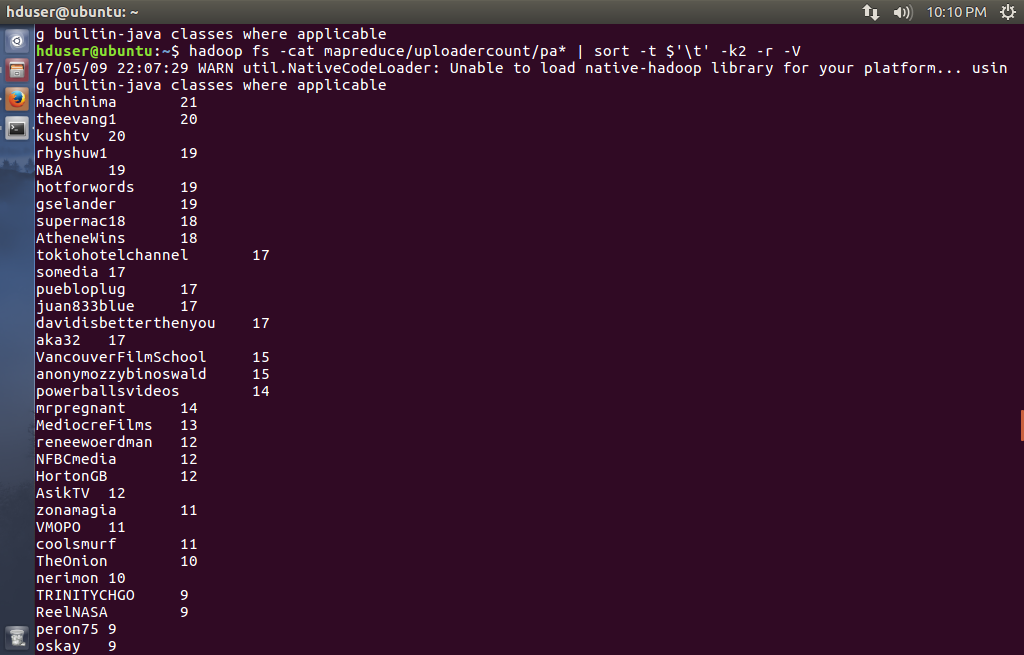 hduser@ubuntu: ~
10:10 PM
g builtin-java classes where applicable
hduser@ubuntu:~$ hadoop fs -cat mapreduce/uploadercount/pa* | sort -t $'\t' -k2 -r -V
17/05/09 22:07:29 WARN util.NativeCodeLoader: Unable to load native-hadoop library for your platform... usin
g builtin-java classes where applicable
machinima 21
theevang1 20
kushtv 20
rhyshuw1 19
NBA 19
hotforwords 19
gselander 19
supermac18 18
AtheneWins 18
tokiohotelchannel 17
somedia 17
puebloplug 17
juan833blue 17
davidisbetterthenyou 17
aka32 17
VancouverFilmSchool 15
anonymozzybinoswald 15
powerballsvideos 14
mrpregnant 14
MediocreFilms 13
reneewoerdman 12
NFBCmedia 12
HortonGB 12
AsikTV 12
zonamagia 11
VMOPO 11
coolsmurf 11
TheOnion 10
nerimon 10
TRINITYCHGO 9
ReelNASA 9
peron75 9
oskay 9